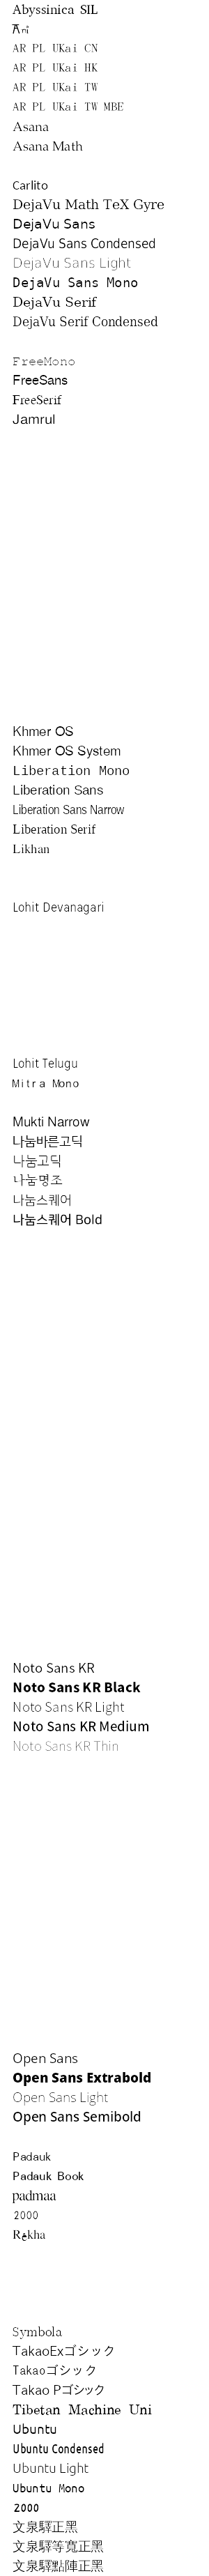 Abyssinica SIL
Ani
AR PL UKai CN
AR PL UKai HK
AR PL UKai TW
AR PL UKai TW MBE
Asana
Asana Math
Carlito
DejaVu Math TeX Gyre
DejaVu Sans
DejaVu Sans Condensed
DejaVu Sans Light
DejaVu Sans Mono
DejaVu Serif
DejaVu Serif Condensed
FreeMono
FreeSans
FreeSerif
Jamrul
Khmer OS
Khmer OS System
Liberation Mono
Liberation Sans
Liberation Sans Narrow
Liberation Serif
Likhan
Lohit Devanagari
Lohit Telugu
Mitra Mono
Mukti Narrow
나눔바른고딕
나눔고딕
나눔명조
나눔스퀘어
나눔스퀘어 Bold
Noto Sans KR
Noto Sans KR Black
Noto Sans KR Light
Noto Sans KR Medium
Noto Sans KR Thin
Open Sans
Open Sans Extrabold
Open Sans Light
Open Sans Semibold
Padauk
Padauk Book
padmaa
2000
Rekha
Symbola
TakaoExゴシック
Takaoゴシック
Takao Pゴシック
Tibetan Machine Uni
Ubuntu
Ubuntu Condensed
Ubuntu Light
Ubuntu Mono
2000
文泉驛正黑
文泉驛等寬正黑
文泉驛點陣正黑